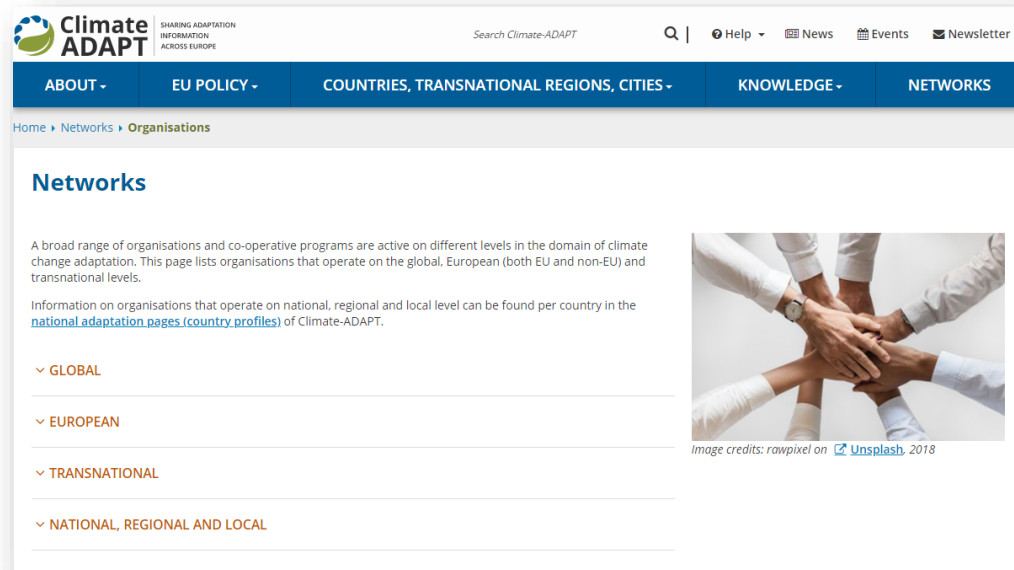 Climate
ADAPT
SHARING ADAPTATION
INFORMATION
ACROSS EUROPE
Search Climate-ADAPT
Help
News
Events
Newsletter
ABOUT
EU POLICY
COUNTRIES, TRANSNATIONAL REGIONS, CITIES
KNOWLEDGE
NETWORKS
Home
Networks
Organisations
Networks
A broad range of organisations and co-operative programs are active on different levels in the domain of climate
change adaptation. This page lists organisations that operate on the global, European (both EU and non-EU) and
transnational levels.
Information on organisations that operate on national, regional and local level can be found per country in the
national adaptation pages (country profiles) of Climate-ADAPT.
GLOBAL
EUROPEAN
TRANSNATIONAL
NATIONAL, REGIONAL AND LOCAL
Image credits: rawpixel on Unsplash, 2018